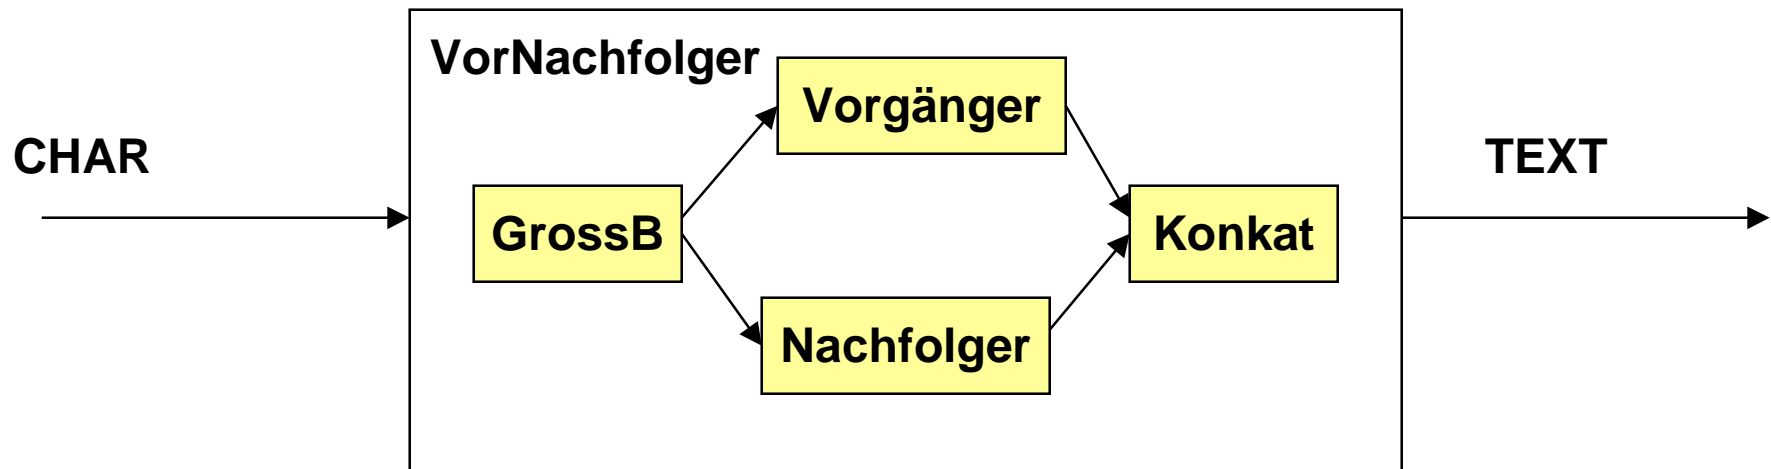 VorNachfolger
Vorgänger
CHAR
TEXT
GrossB
Konkat
Nachfolger